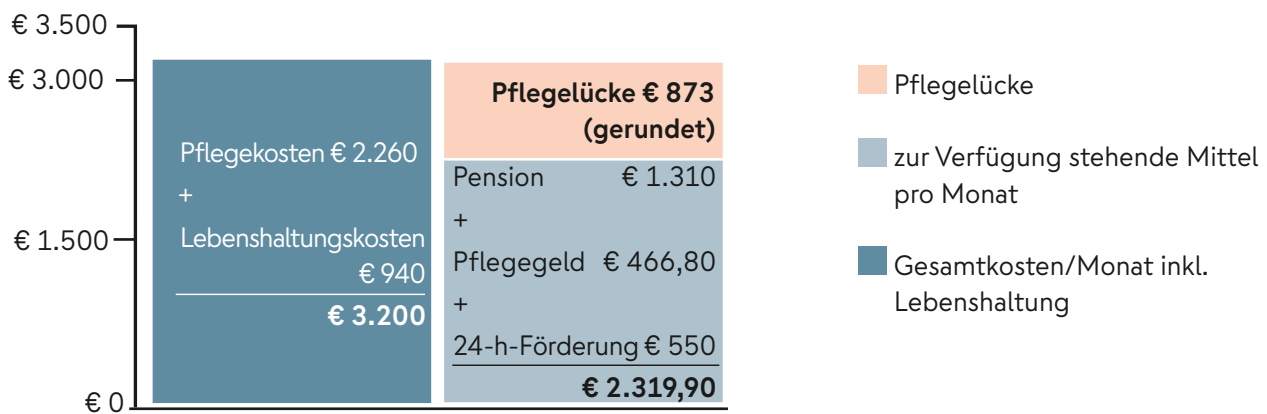 € 3.500
€ 3.000
€ 1.500
€ 0
Pflegekosten € 2.260
+
Lebenshaltungskosten
€ 940
€ 3.200
Pflegelücke € 873
(gerundet)
Pension € 1.310
+
Pflegegeld € 466,80
+
24-h-Förderung € 550
€ 2.319,90
Pflegelücke
zur Verfügung stehende Mittel
pro Monat
Gesamtkosten/Monat inkl.
Lebenshaltung